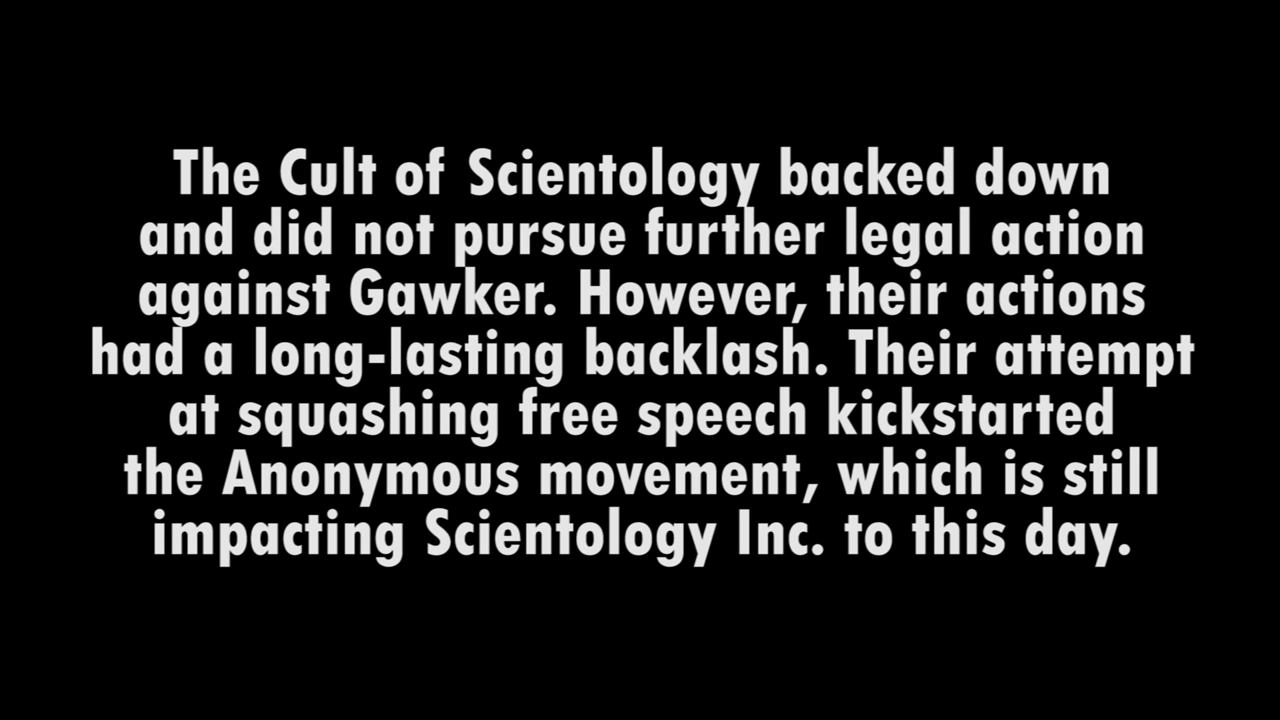 The Cult of Scientology backed down
and did not pursue further legal action
against Gawker. However, their actions
had a long-lasting backlash. Their attempt
at squashing free speech kickstarted
the Anonymous movement, which is still
impacting Scientology Inc. to this day.